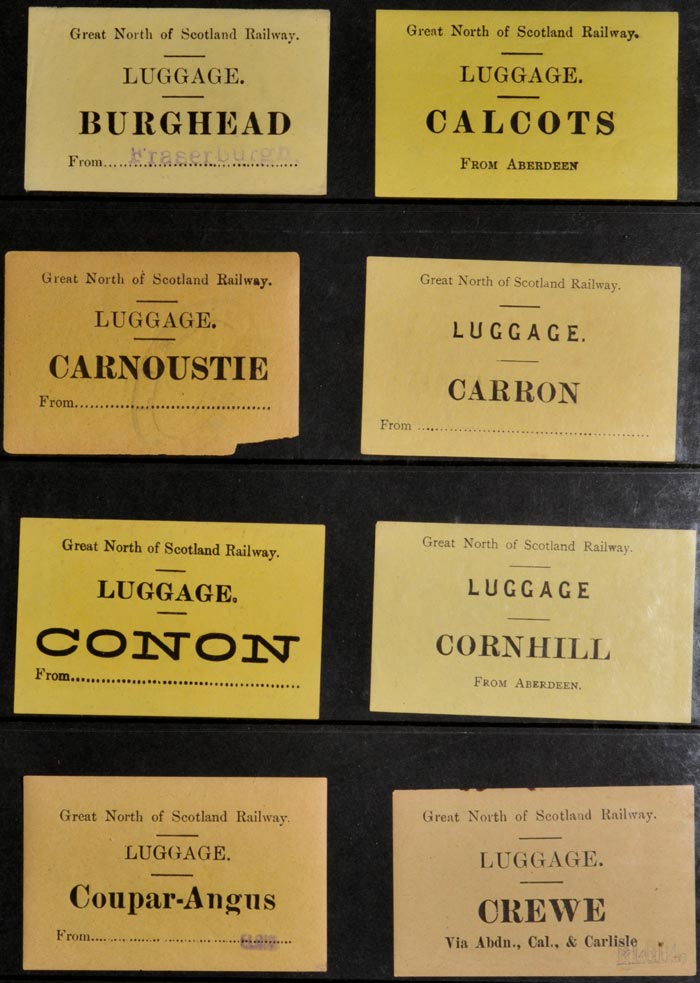 Great North of Scotland Railway.
LUGGAGE.
BURGHEAD
From Fraserburgh.
Great North of Scotland Railway.
LUGGAGE.
CALCOTS
FROM ABERDEEN
Great North of Scotland Railway.
LUGGAGE.
CARNOUSTIE
From
Great North of Scotland Railway.
LUGGAGE.
CARRON
From
Great North of Scotland Railway.
LUGGAGE.
CONON
From
Great North of Scotland Railway.
LUGGAGE
CORNHILL
FROM ABERDEEN.
Great North of Scotland Railway.
LUGGAGE.
Coupar-Angus
From ELGIN
Great North of Scotland Railway.
LUGGAGE.
CREWE
Via Abdn., Cal., & Carlisle